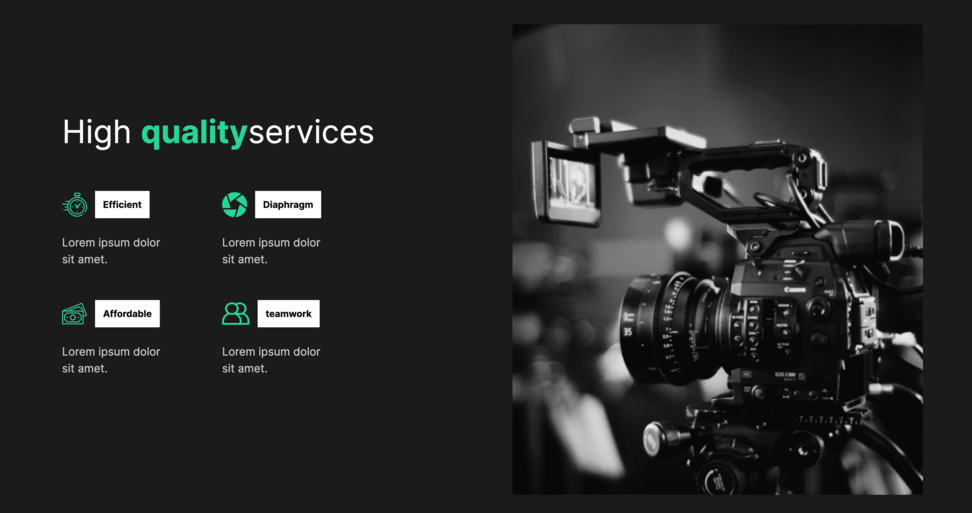 High qualityservices
Efficient
Diaphragm
Lorem ipsum dolor
sit amet.
Lorem ipsum dolor
sit amet.
Affordable
teamwork
Lorem ipsum dolor
sit amet.
Lorem ipsum dolor
sit amet.
Canon
EOS C300
35